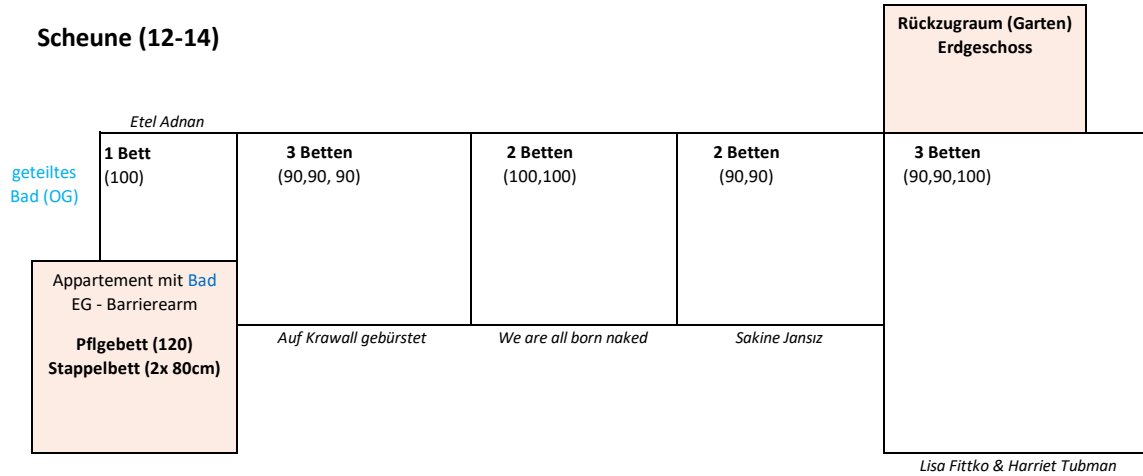 Scheune (12-14)
Rückzugraum (Garten)
Erdgeschoss
Etel Adnan
geteiltes
Bad (OG)
1 Bett
(100)
3 Betten
(90,90, 90)
2 Betten
(100,100)
2 Betten
(90,90)
3 Betten
(90,90,100)
Appartement mit Bad
EG - Barrierearm
Pflgebett (120)
Stappelbett (2x 80cm)
Auf Krawall gebürstet
We are all born naked
Sakine Jansız
Lisa Fittko & Harriet Tubman